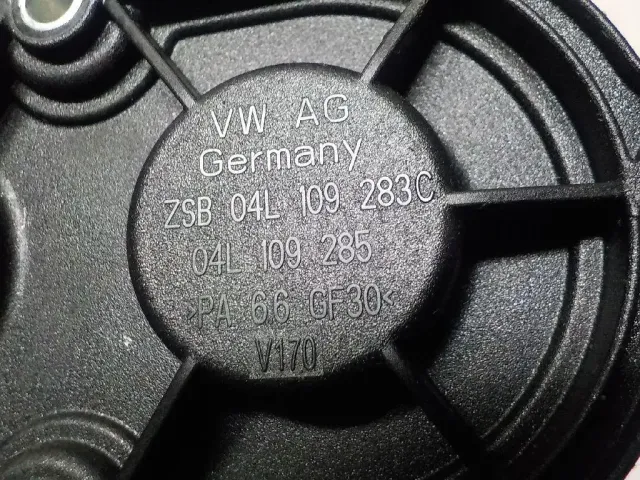 VW AG
Germany
ZSB 04L 109 283C
04L 109 285
>PA 66 GF30<
V170